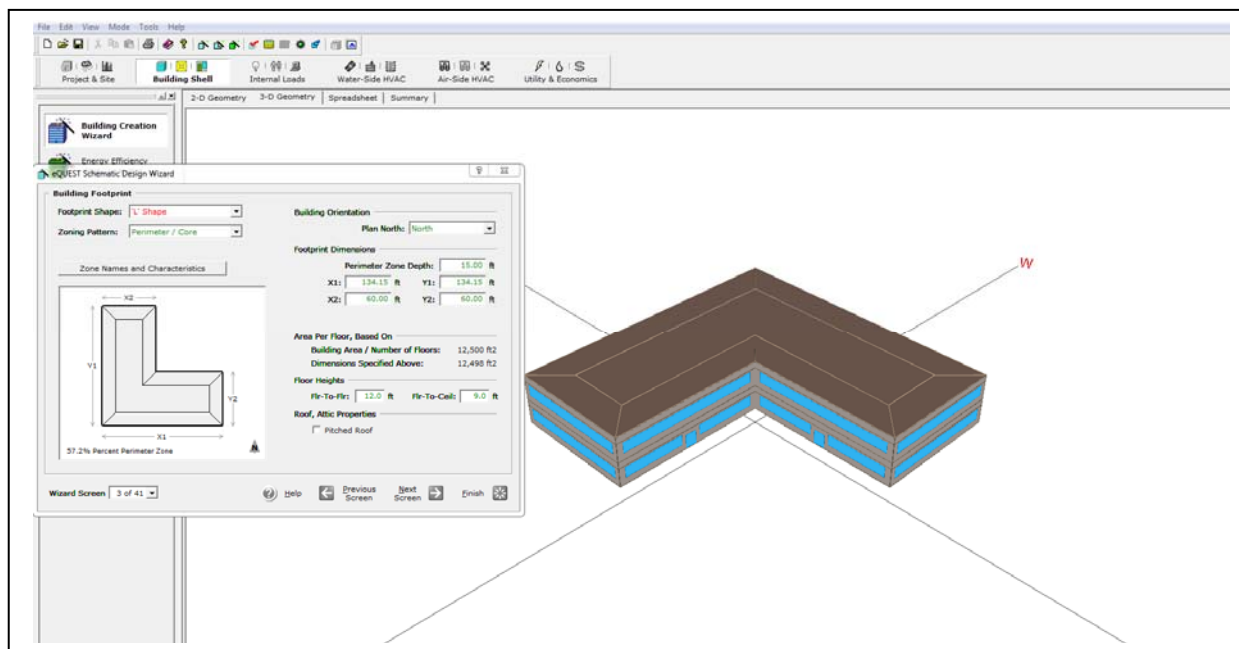 File Edit View Mode Tools Help
Project & Site Building Shell Internal Loads Water-Side HVAC Air-Side HVAC Utility & Economics
2-D Geometry 3-D Geometry Spreadsheet Summary
Building Creation
Wizard
Energy Efficiency
eQUEST Schematic Design Wizard
Building Footprint
Footprint Shape: 'L' Shape
Zoning Pattern: Perimeter / Core
Zone Names and Characteristics
X2
Y1
Y2
X1
57.2% Percent Perimeter Zone
Building Orientation
Plan North: North
Footprint Dimensions
Perimeter Zone Depth: 15.00 ft
X1: 134.15 ft Y1: 134.15 ft
X2: 60.00 ft Y2: 60.00 ft
Area Per Floor, Based On
Building Area / Number of Floors: 12,500 ft2
Dimensions Specified Above: 12,498 ft2
Floor Heights
Flr-To-Flr: 12.0 ft Flr-To-Ceil: 9.0 ft
Roof, Attic Properties
Pitched Roof
Wizard Screen 3 of 41 Help Previous Screen Next Screen Finish
W